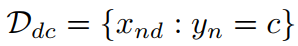 𝒟_{dc} = {x_{nd} : y_n = c}